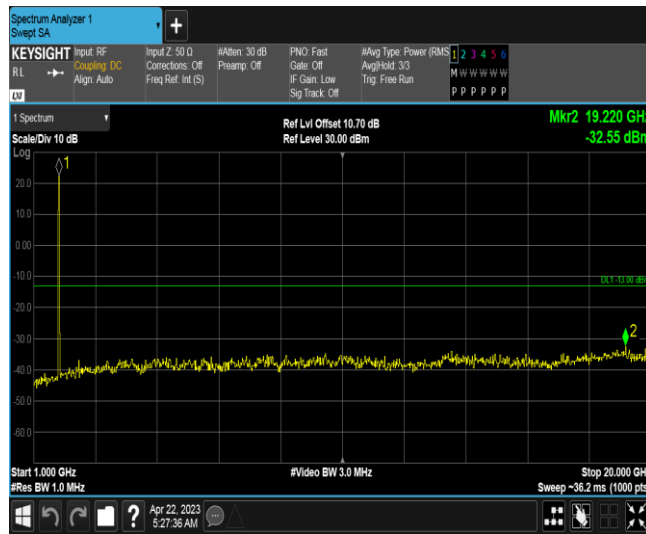 Spectrum Analyzer 1
Swept SA
+
KEYSIGHT
RL
LXI
Input: RF
Coupling: DC
Align: Auto
Input Z: 50 Ω
Corrections: Off
Freq Ref: Int (S)
#Atten: 30 dB
Preamp: Off
PNO: Fast
Gate: Off
IF Gain: Low
Sig Track: Off
#Avg Type: Power (RMS
Avg|Hold: 3/3
Trig: Free Run
1 2 3 4 5 6
M W W W W W
P P P P P P
1 Spectrum
Scale/Div 10 dB
Log
Ref Lvl Offset 10.70 dB
Ref Level 30.00 dBm
Mkr2 19.220 GHz
-32.55 dBm
1
20.0
10.0
0.00
-10.0
DL1 -13.00 dBm
-20.0
-30.0
2
-40.0
-50.0
-60.0
Start 1.000 GHz
#Res BW 1.0 MHz
#Video BW 3.0 MHz
Stop 20.000 GH
Sweep ~36.2 ms (1000 pts
?
Apr 22, 2023
5:27:36 AM